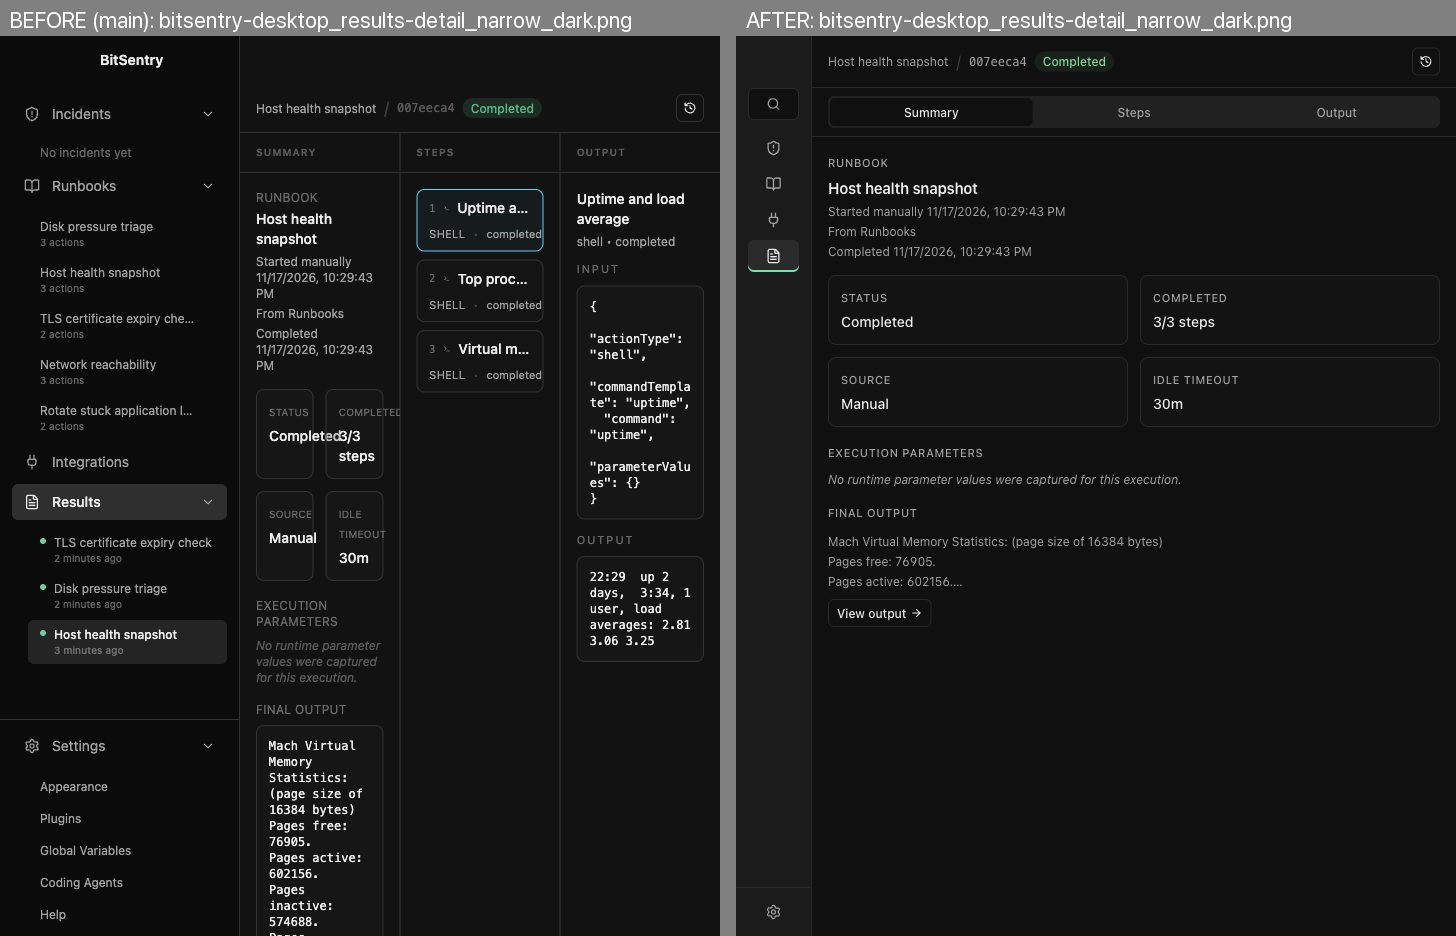 BEFORE (main): bitsentry-desktop_results-detail_narrow_dark.png
BitSentry
Incidents
No incidents yet
Runbooks
Disk pressure triage
3 actions
Host health snapshot
3 actions
TLS certificate expiry che...
2 actions
Network reachability
3 actions
Rotate stuck application l...
2 actions
Integrations
Results
TLS certificate expiry check
2 minutes ago
Disk pressure triage
2 minutes ago
Host health snapshot
3 minutes ago
Settings
Appearance
Plugins
Global Variables
Coding Agents
Help
Host health snapshot / 007eeca4 Completed
SUMMARY
RUNBOOK
Host health
snapshot
Started manually
11/17/2026, 10:29:43
PM
From Runbooks
Completed
11/17/2026, 10:29:43
PM
STATUS
Completed
COMPLETED
3/3
steps
SOURCE
Manual
IDLE
TIMEOUT
30m
EXECUTION
PARAMETERS
No runtime parameter
values were captured
for this execution.
FINAL OUTPUT
Mach Virtual
Memory
Statistics:
(page size of
16384 bytes)
Pages free:
76905.
Pages active:
602156.
Pages
inactive:
574688.
STEPS
1 Uptime a...
SHELL · completed
2 Top proc...
SHELL · completed
3 Virtual m...
SHELL · completed
OUTPUT
Uptime and load
average
shell • completed
INPUT
{
"actionType":
"shell",
"commandTempla
te": "uptime",
"command":
"uptime",
"parameterValu
es": {}
}
OUTPUT
22:29 up 2
days, 3:34, 1
user, load
averages: 2.81
3.06 3.25
AFTER: bitsentry-desktop_results-detail_narrow_dark.png
Host health snapshot / 007eeca4 Completed
Summary
Steps
Output
RUNBOOK
Host health snapshot
Started manually 11/17/2026, 10:29:43 PM
From Runbooks
Completed 11/17/2026, 10:29:43 PM
STATUS
Completed
COMPLETED
3/3 steps
SOURCE
Manual
IDLE TIMEOUT
30m
EXECUTION PARAMETERS
No runtime parameter values were captured for this execution.
FINAL OUTPUT
Mach Virtual Memory Statistics: (page size of 16384 bytes)
Pages free: 76905.
Pages active: 602156....
View output →